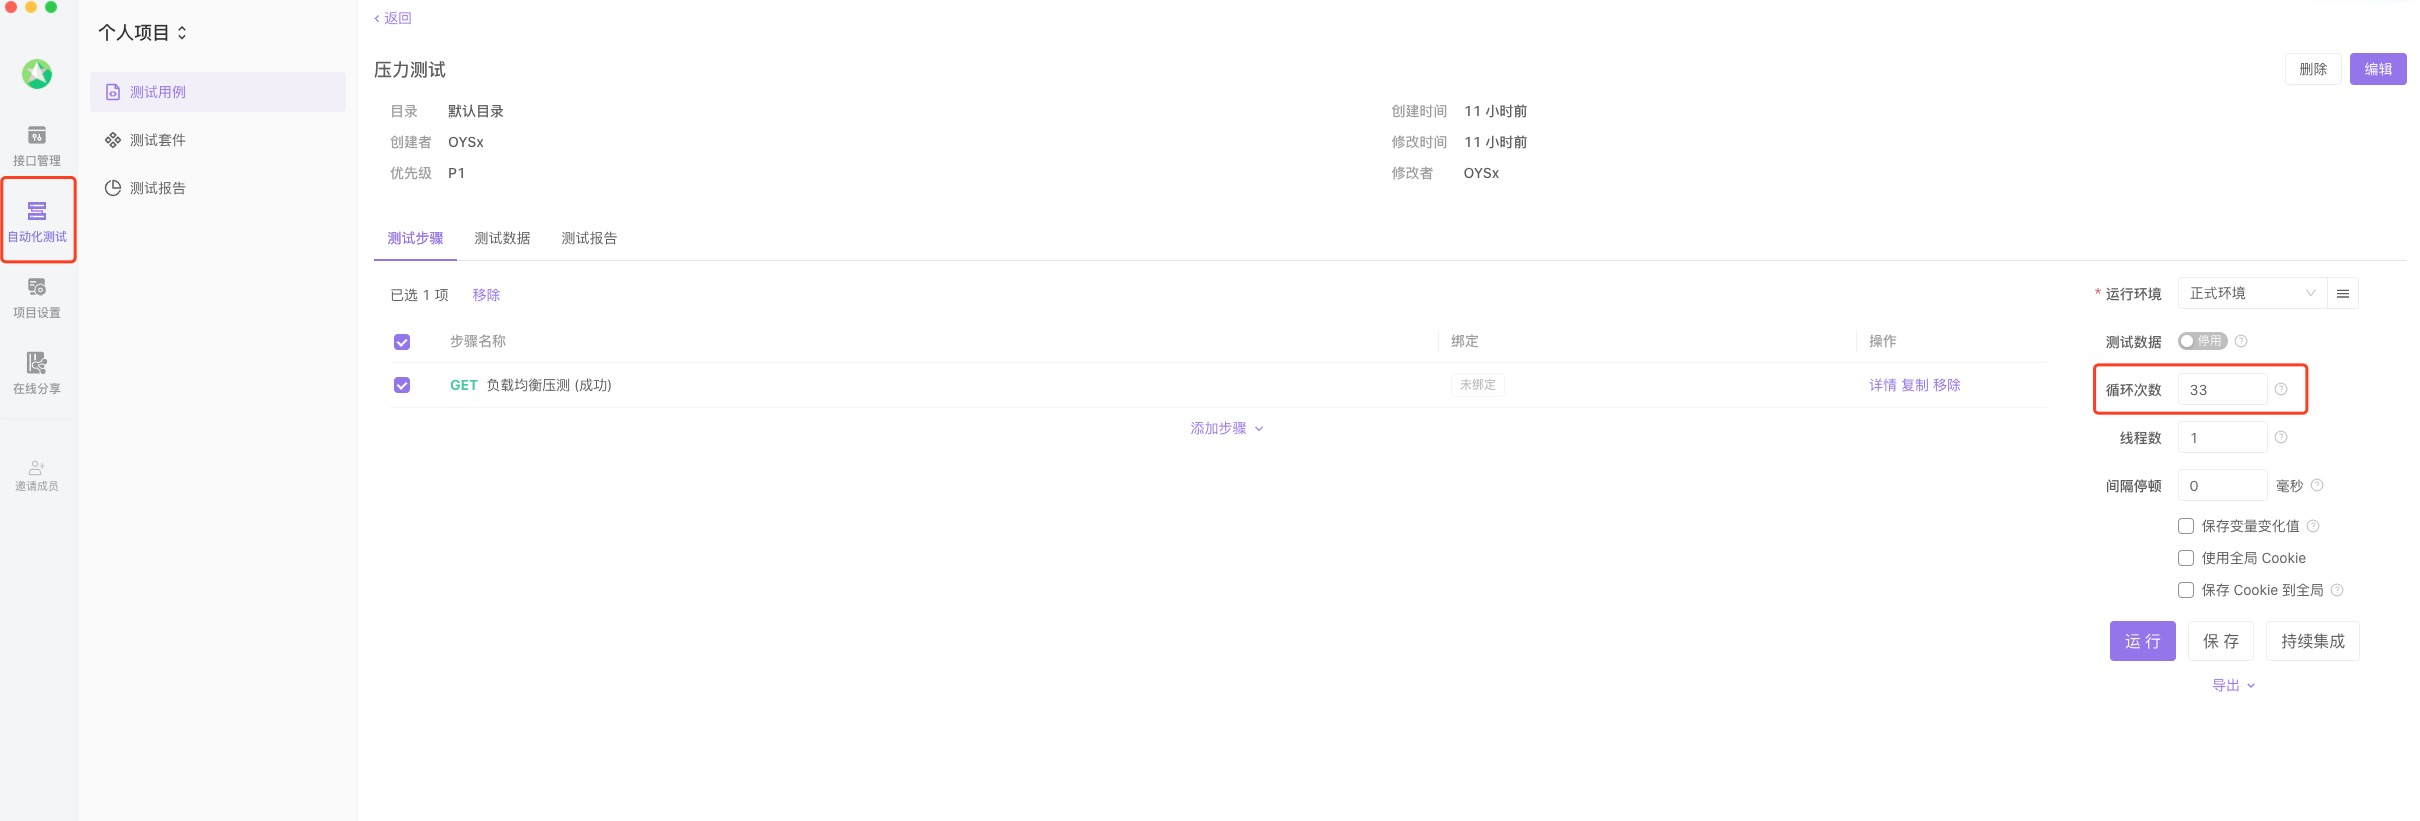 个人项目
测试用例
测试套件
测试报告
接口管理
自动化测试
项目设置
在线分享
邀请成员
返回
压力测试
删除 编辑
目录 默认目录 创建时间 11 小时前
创建者 OYSx 修改时间 11 小时前
优先级 P1 修改者 OYSx
测试步骤 测试数据 测试报告
已选 1 项 移除
步骤名称 绑定 操作
GET 负载均衡压测 (成功) 未绑定 详情 复制 移除
添加步骤
* 运行环境 正式环境
测试数据 停用
循环次数 33
线程数 1
间隔停顿 0 毫秒
保存变量变化值
使用全局 Cookie
保存 Cookie 到全局
运 行 保 存 持续集成
导出